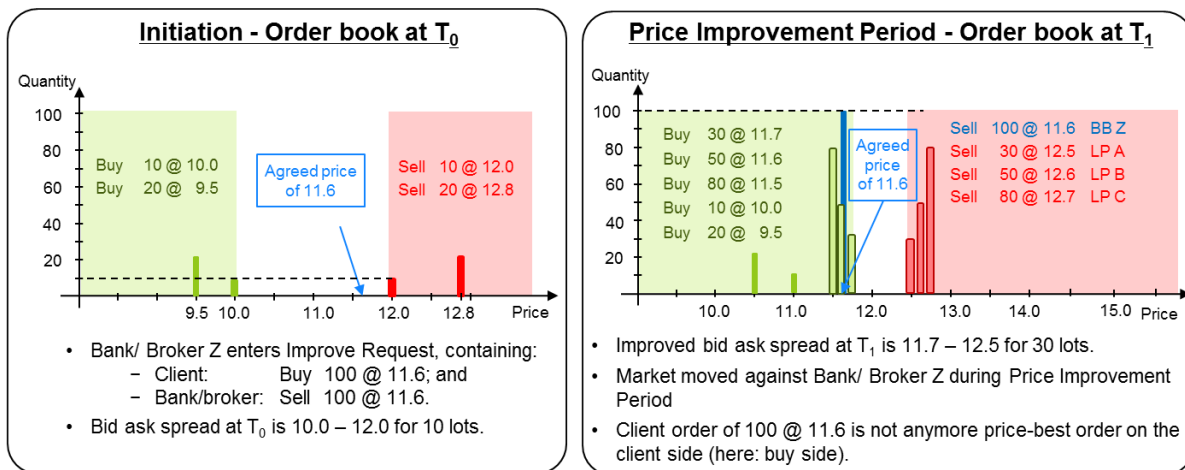 Initiation - Order book at T0
Quantity
100
80
60
40
20
Buy 10 @ 10.0
Buy 20 @ 9.5
Agreed price
of 11.6
Sell 10 @ 12.0
Sell 20 @ 12.8
9.5 10.0 11.0 12.0 12.8 Price
• Bank/ Broker Z enters Improve Request, containing:
− Client: Buy 100 @ 11.6; and
− Bank/broker: Sell 100 @ 11.6.
• Bid ask spread at T0 is 10.0 – 12.0 for 10 lots.
Price Improvement Period - Order book at T1
Quantity
100
80
60
40
20
Buy 30 @ 11.7
Buy 50 @ 11.6
Buy 80 @ 11.5
Buy 10 @ 10.0
Buy 20 @ 9.5
Agreed
price
of 11.6
Sell 100 @ 11.6 BB Z
Sell 30 @ 12.5 LP A
Sell 50 @ 12.6 LP B
Sell 80 @ 12.7 LP C
10.0 11.0 12.0 13.0 14.0 15.0 Price
• Improved bid ask spread at T1 is 11.7 – 12.5 for 30 lots.
• Market moved against Bank/ Broker Z during Price Improvement
Period
• Client order of 100 @ 11.6 is not anymore price-best order on the
client side (here: buy side).